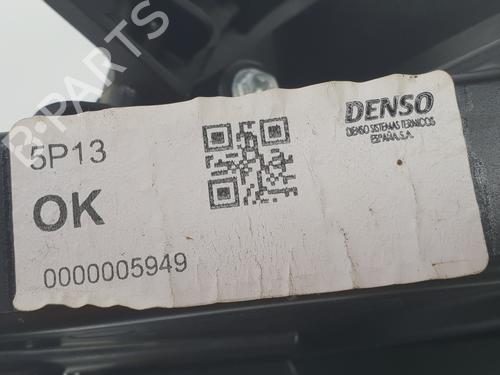 B-PARTS
5P13
OK
0000005949
DENSO
DENSO SISTEMAS TERMICOS
ESPAÑA, S.A.